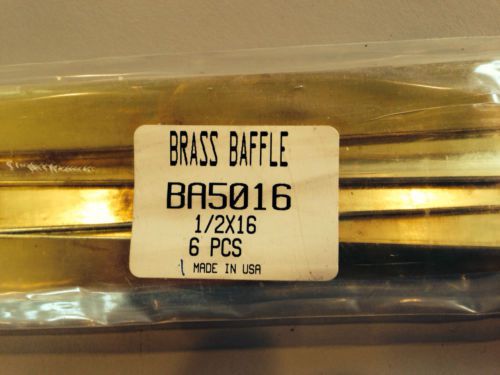 BRASS BAFFLE
BA5016
1/2X16
6 PCS
MADE IN USA